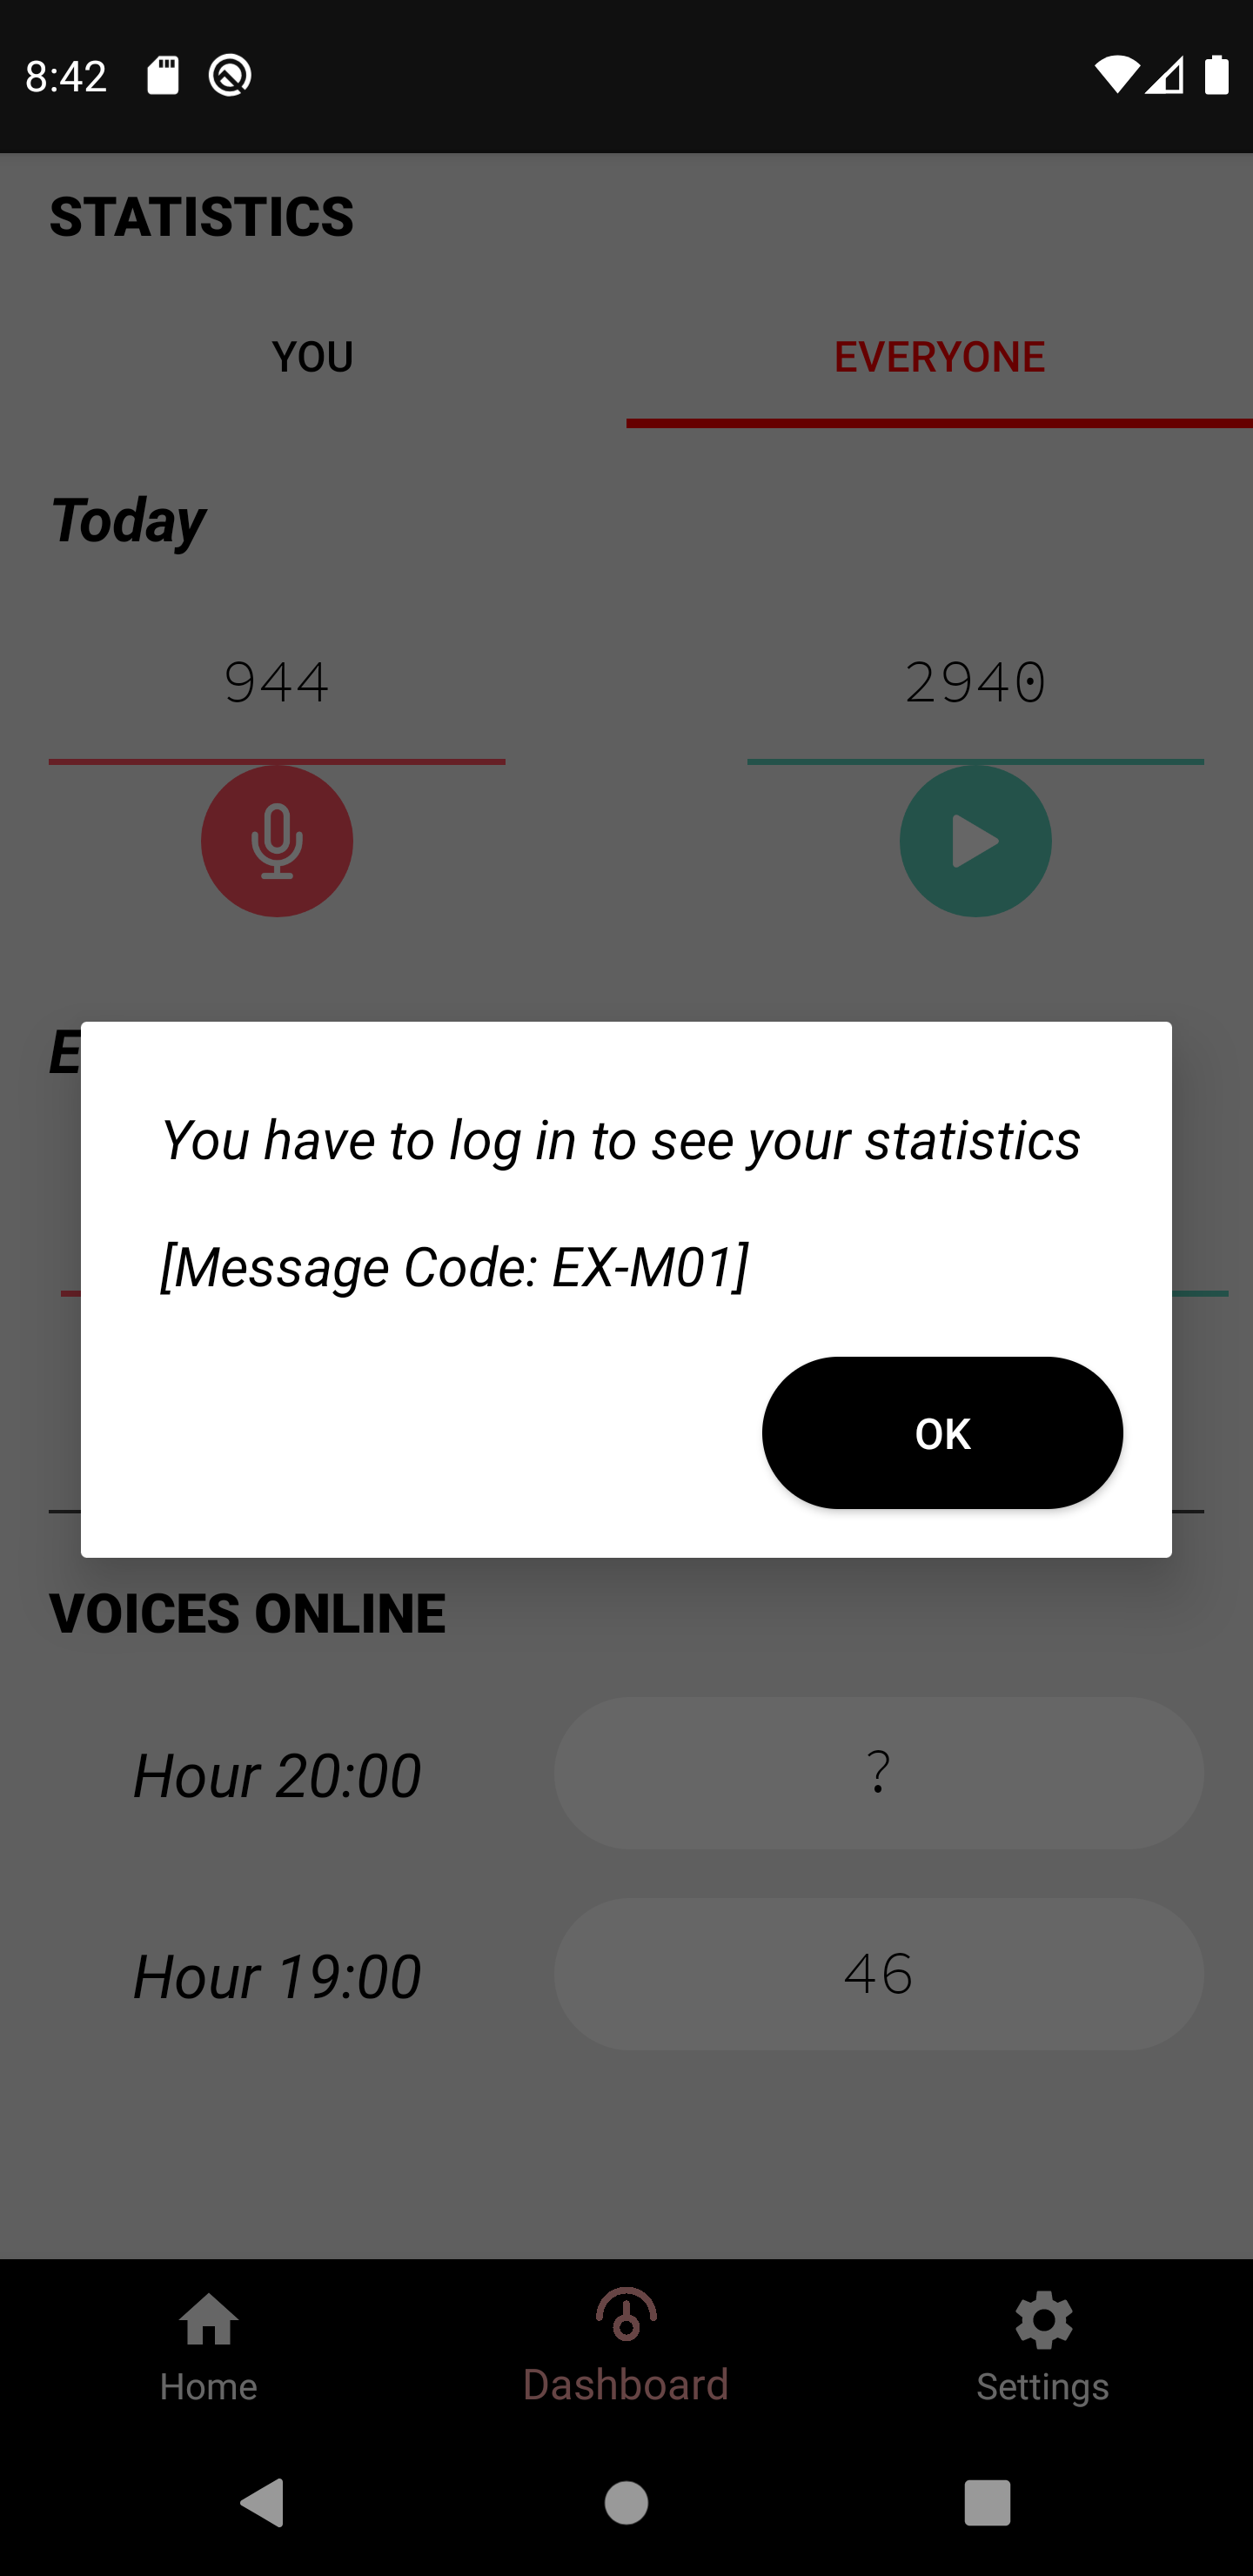 8:42
STATISTICS
YOU
EVERYONE
Today
944
2940
You have to log in to see your statistics
[Message Code: EX-M01]
OK
VOICES ONLINE
Hour 20:00
?
Hour 19:00
46
Home
Dashboard
Settings